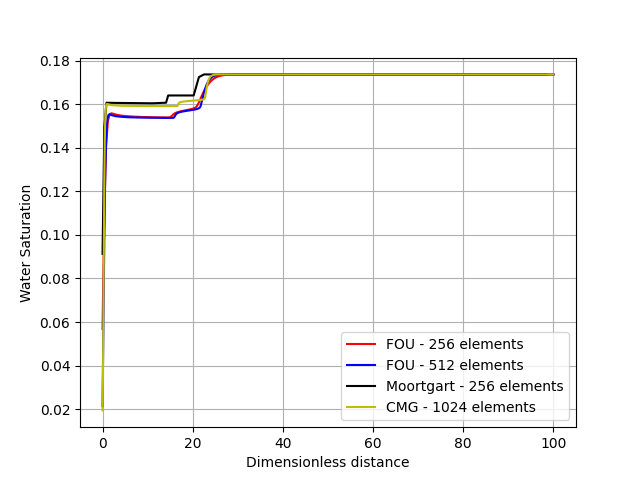 0.18
0.16
0.14
0.12
0.10
0.08
0.06
0.04
0.02
Water Saturation
FOU - 256 elements
FOU - 512 elements
Moortgart - 256 elements
CMG - 1024 elements
0 20 40 60 80 100
Dimensionless distance